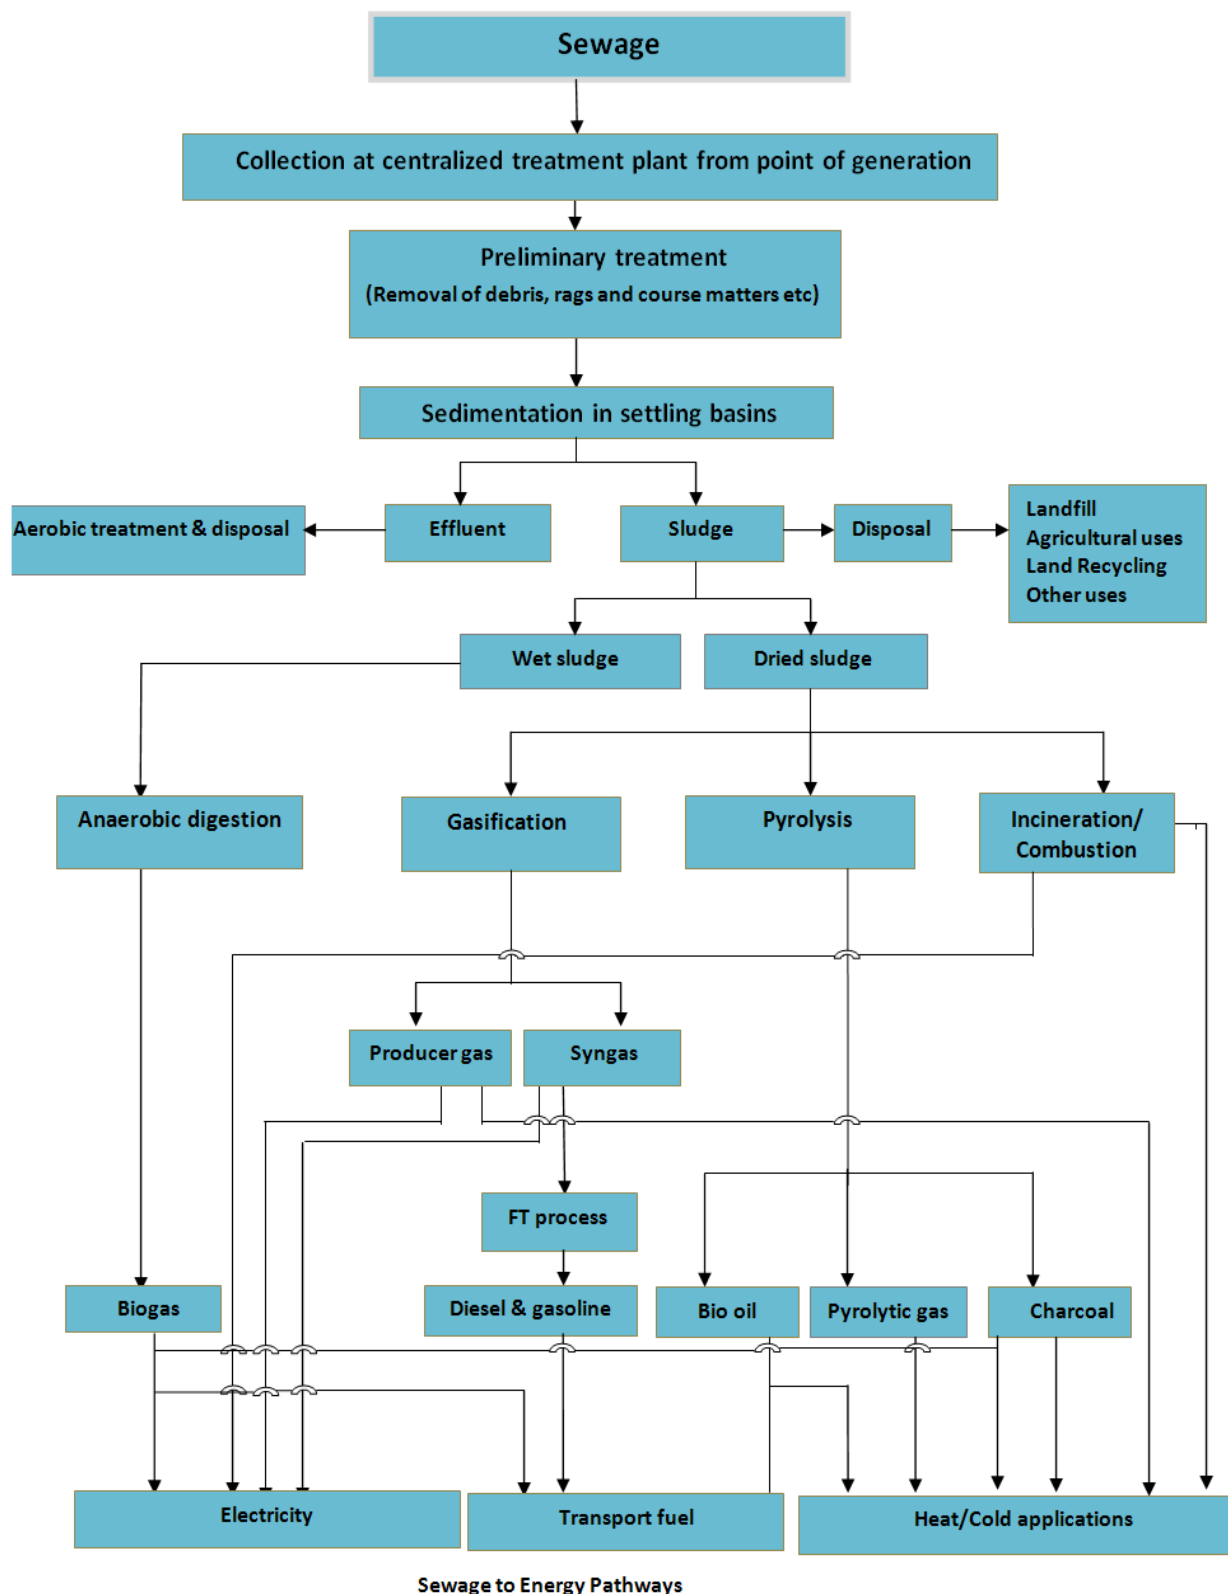 Sewage
Collection at centralized treatment plant from point of generation
Preliminary treatment
(Removal of debris, rags and course matters etc)
Sedimentation in settling basins
Aerobic treatment & disposal
Effluent
Sludge
Disposal
Landfill
Agricultural uses
Land Recycling
Other uses
Wet sludge
Dried sludge
Anaerobic digestion
Gasification
Pyrolysis
Incineration/
Combustion
Producer gas
Syngas
FT process
Biogas
Diesel & gasoline
Bio oil
Pyrolytic gas
Charcoal
Electricity
Transport fuel
Heat/Cold applications
Sewage to Energy Pathways